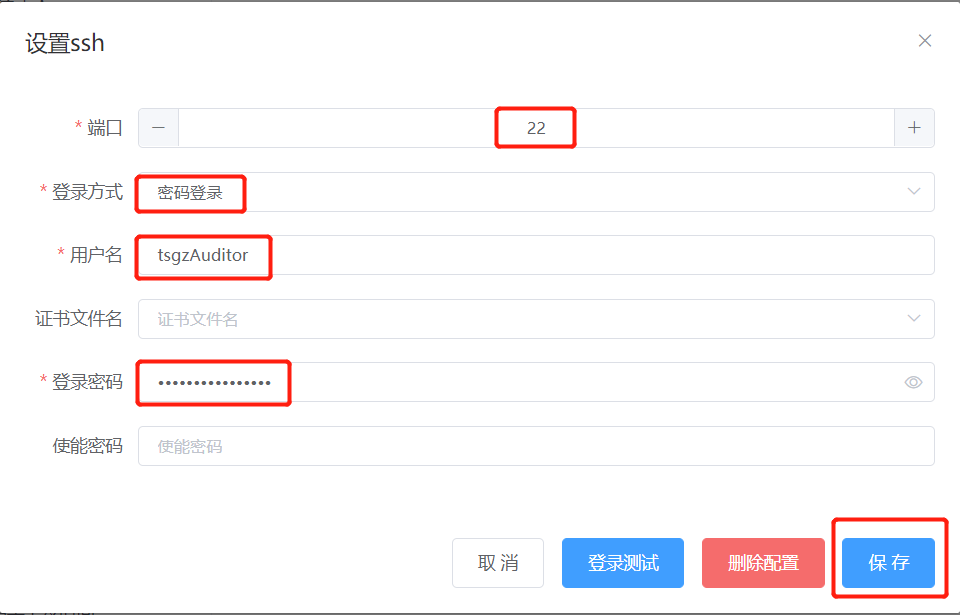 设置ssh
* 端口
22
* 登录方式
密码登录
* 用户名
tsgzAuditor
证书文件名
证书文件名
* 登录密码
••••••••••••••••
使能密码
使能密码
取 消
登录测试
删除配置
保 存